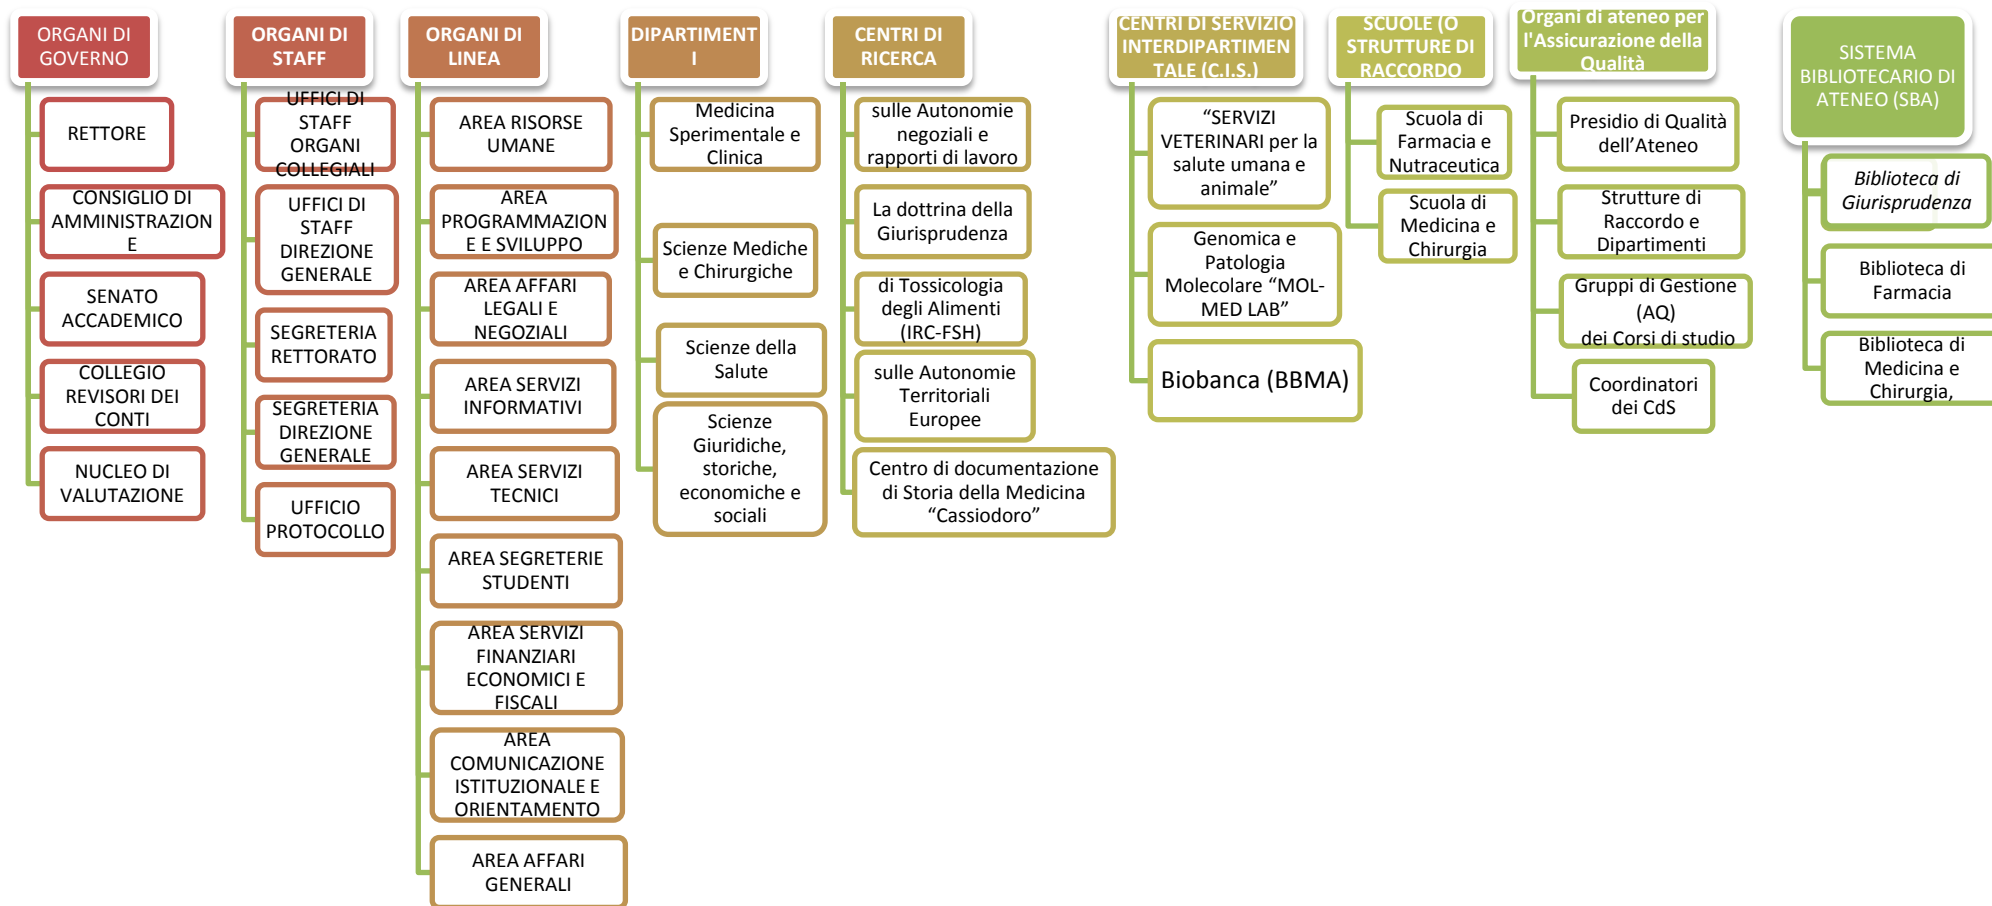 ORGANI DI
GOVERNO
RETTORE
CONSIGLIO DI
AMMINISTRAZION
E
SENATO
ACCADEMICO
COLLEGIO
REVISORI DEI
CONTI
NUCLEO DI
VALUTAZIONE
ORGANI DI
STAFF
UFFICI DI
STAFF
ORGANI
COLLEGIALI
UFFICI DI
STAFF
DIREZIONE
GENERALE
SEGRETERIA
RETTORATO
SEGRETERIA
DIREZIONE
GENERALE
UFFICIO
PROTOCOLLO
ORGANI DI
LINEA
AREA RISORSE
UMANE
AREA
PROGRAMMAZION
E E SVILUPPO
AREA AFFARI
LEGALI E
NEGOZIALI
AREA SERVIZI
INFORMATIVI
AREA SERVIZI
TECNICI
AREA SEGRETERIE
STUDENTI
AREA SERVIZI
FINANZIARI
ECONOMICI E
FISCALI
AREA
COMUNICAZIONE
ISTITUZIONALE E
ORIENTAMENTO
AREA AFFARI
GENERALI
DIPARTIMENT
I
Medicina
Sperimentale e
Clinica
Scienze Mediche
e Chirurgiche
Scienze della
Salute
Scienze
Giuridiche,
storiche,
economiche e
sociali
CENTRI DI
RICERCA
sulle Autonomie
negoziali e
rapporti di lavoro
La dottrina della
Giurisprudenza
di Tossicologia
degli Alimenti
(IRC-FSH)
sulle Autonomie
Territoriali
Europee
Centro di documentazione
di Storia della Medicina
“Cassiodoro”
CENTRI DI SERVIZIO
INTERDIPARTIMEN
TALE (C.I.S.)
“SERVIZI
VETERINARI per la
salute umana e
animale”
Genomica e
Patologia
Molecolare “MOL-
MED LAB”
Biobanca (BBMA)
SCUOLE (O
STRUTTURE DI
RACCORDO
Scuola di
Farmacia e
Nutraceutica
Scuola di
Medicina e
Chirurgia
Organi di ateneo per
l'Assicurazione della
Qualità
Presidio di Qualità
dell’Ateneo
Strutture di
Raccordo e
Dipartimenti
Gruppi di Gestione
(AQ)
dei Corsi di studio
Coordinatori
dei CdS
SISTEMA
BIBLIOTECARIO DI
ATENEO (SBA)
Biblioteca di
Giurisprudenza
Biblioteca di
Farmacia
Biblioteca di
Medicina e
Chirurgia,